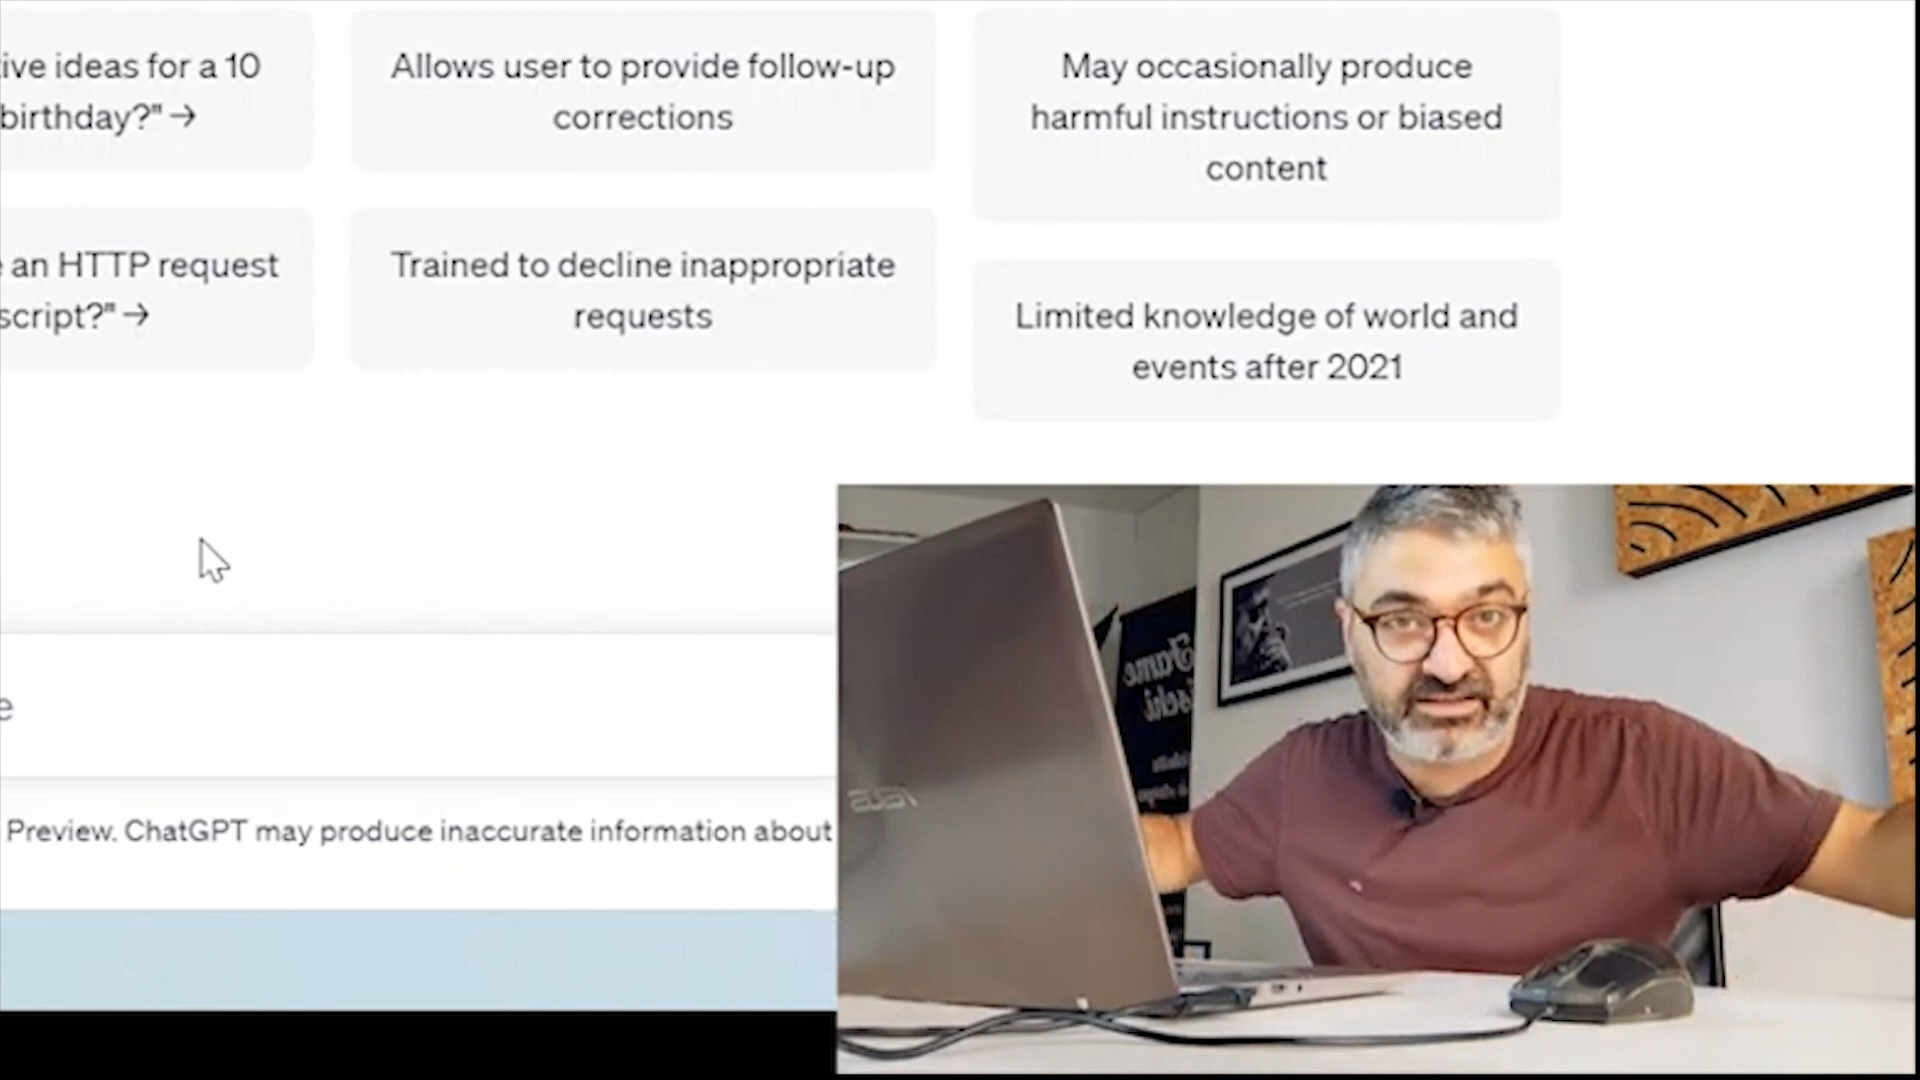 ive ideas for a 10
birthday?" →
an HTTP request
script?" →
Allows user to provide follow-up
corrections
Trained to decline inappropriate
requests
May occasionally produce
harmful instructions or biased
content
Limited knowledge of world and
events after 2021
e
Preview. ChatGPT may produce inaccurate information about
ASUS
Fame